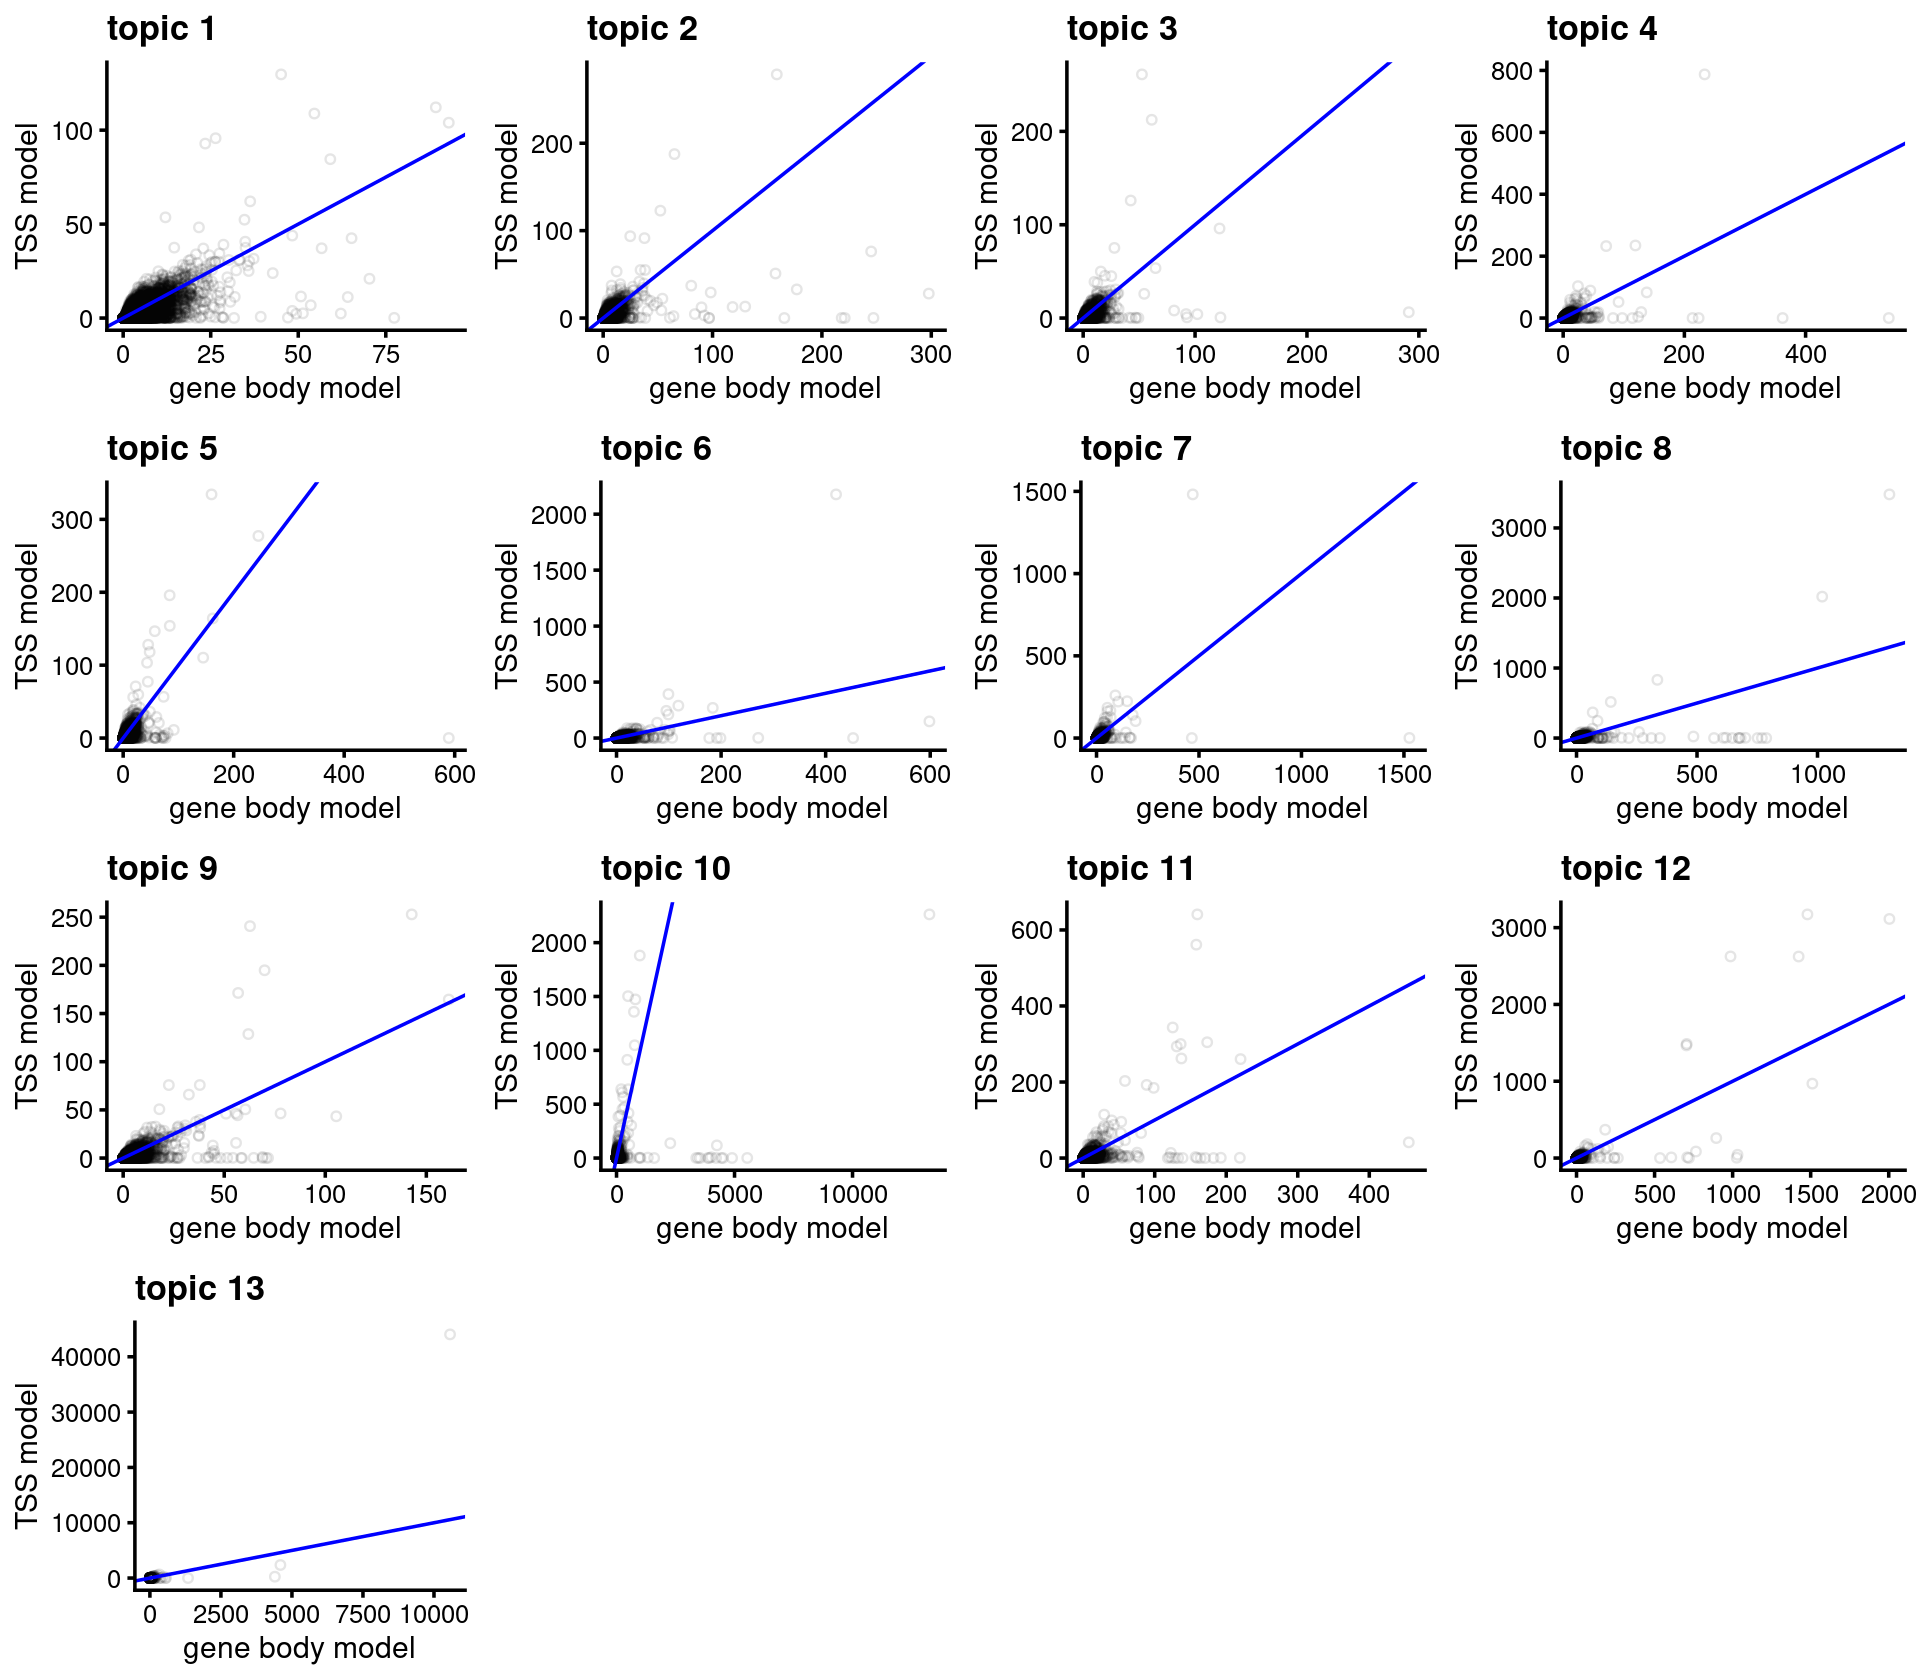 topic 1
TSS model
100
50
0
0 25 50 75
gene body model
topic 2
TSS model
200
100
0
0 100 200 300
gene body model
topic 3
TSS model
200
100
0
0 100 200 300
gene body model
topic 4
TSS model
800
600
400
200
0
0 200 400
gene body model
topic 5
TSS model
300
200
100
0
0 200 400 600
gene body model
topic 6
TSS model
2000
1500
1000
500
0
0 200 400 600
gene body model
topic 7
TSS model
1500
1000
500
0
0 500 1000 1500
gene body model
topic 8
TSS model
3000
2000
1000
0
0 500 1000
gene body model
topic 9
TSS model
250
200
150
100
50
0
0 50 100 150
gene body model
topic 10
TSS model
2000
1500
1000
500
0
0 5000 10000
gene body model
topic 11
TSS model
600
400
200
0
0 100 200 300 400
gene body model
topic 12
TSS model
3000
2000
1000
0
0 500 1000 1500 2000
gene body model
topic 13
TSS model
40000
30000
20000
10000
0
0 2500 5000 7500 10000
gene body model